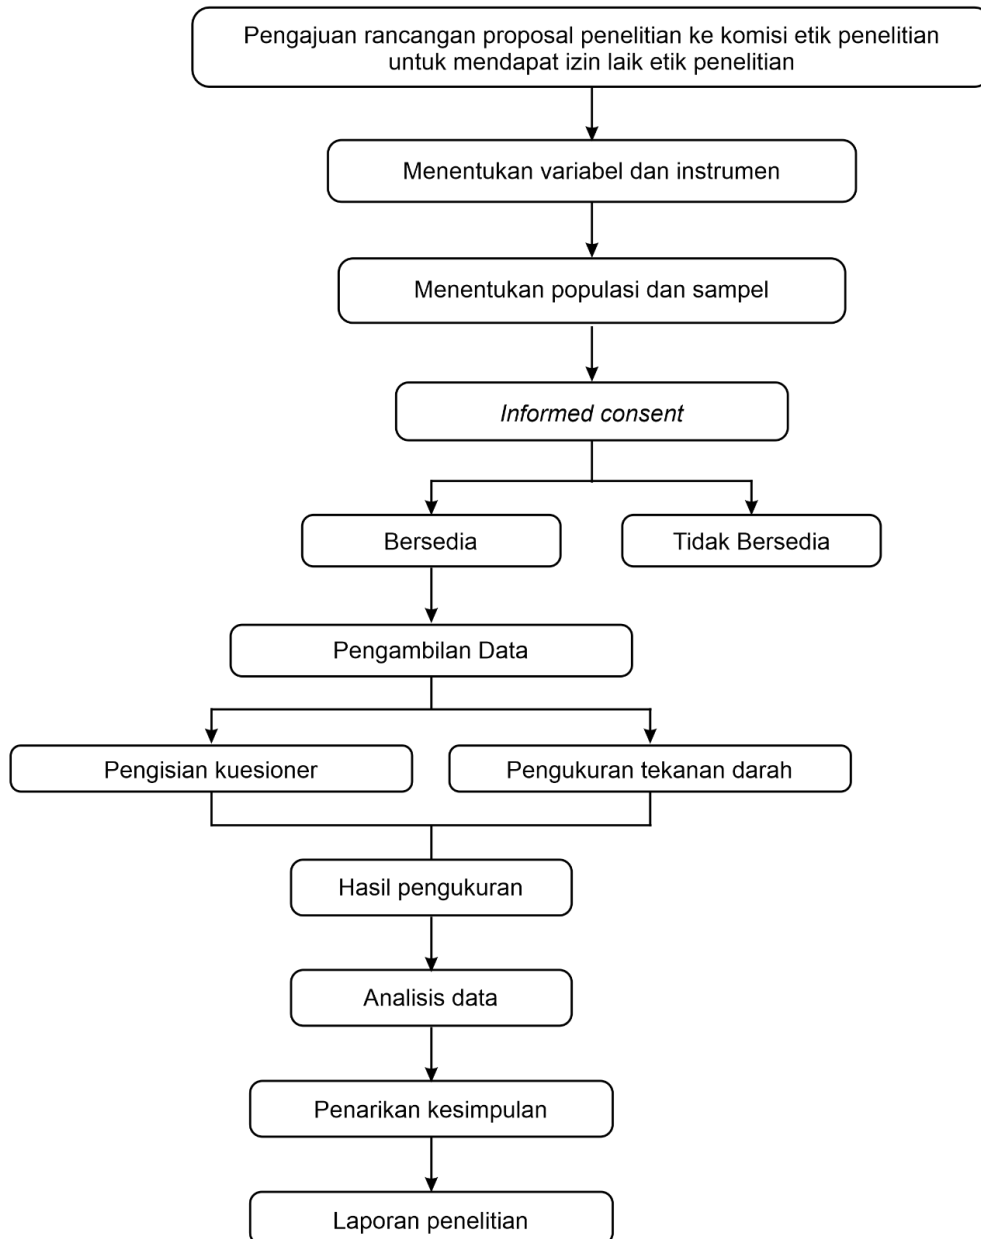 Pengajuan rancangan proposal penelitian ke komisi etik penelitian
untuk mendapat izin laik etik penelitian
Menentukan variabel dan instrumen
Menentukan populasi dan sampel
Informed consent
Bersedia
Tidak Bersedia
Pengambilan Data
Pengisian kuesioner
Pengukuran tekanan darah
Hasil pengukuran
Analisis data
Penarikan kesimpulan
Laporan penelitian